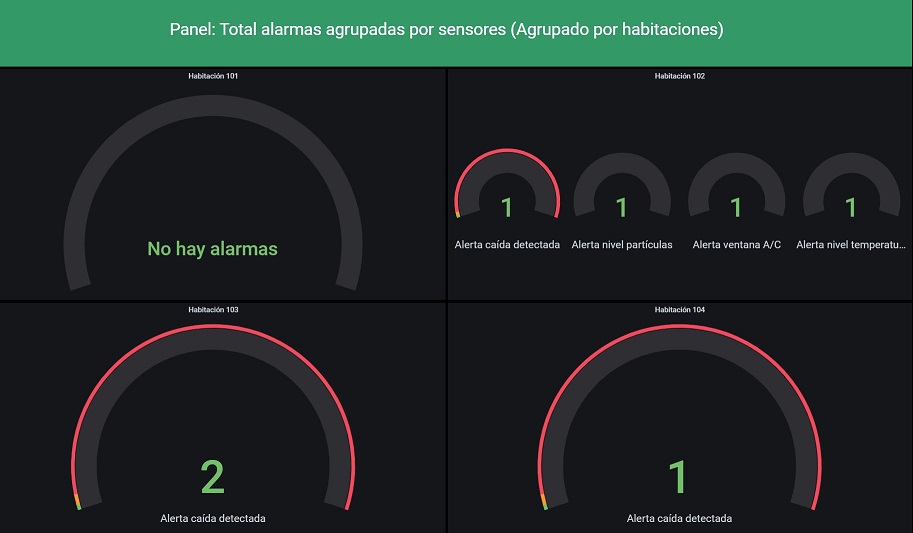 Panel: Total alarmas agrupadas por sensores (Agrupado por habitaciones)
Habitación 101
No hay alarmas
Habitación 102
1 1 1 1
Alerta caída detectada Alerta nivel partículas Alerta ventana A/C Alerta nivel temperatu...
Habitación 103
2
Alerta caída detectada
Habitación 104
1
Alerta caída detectada